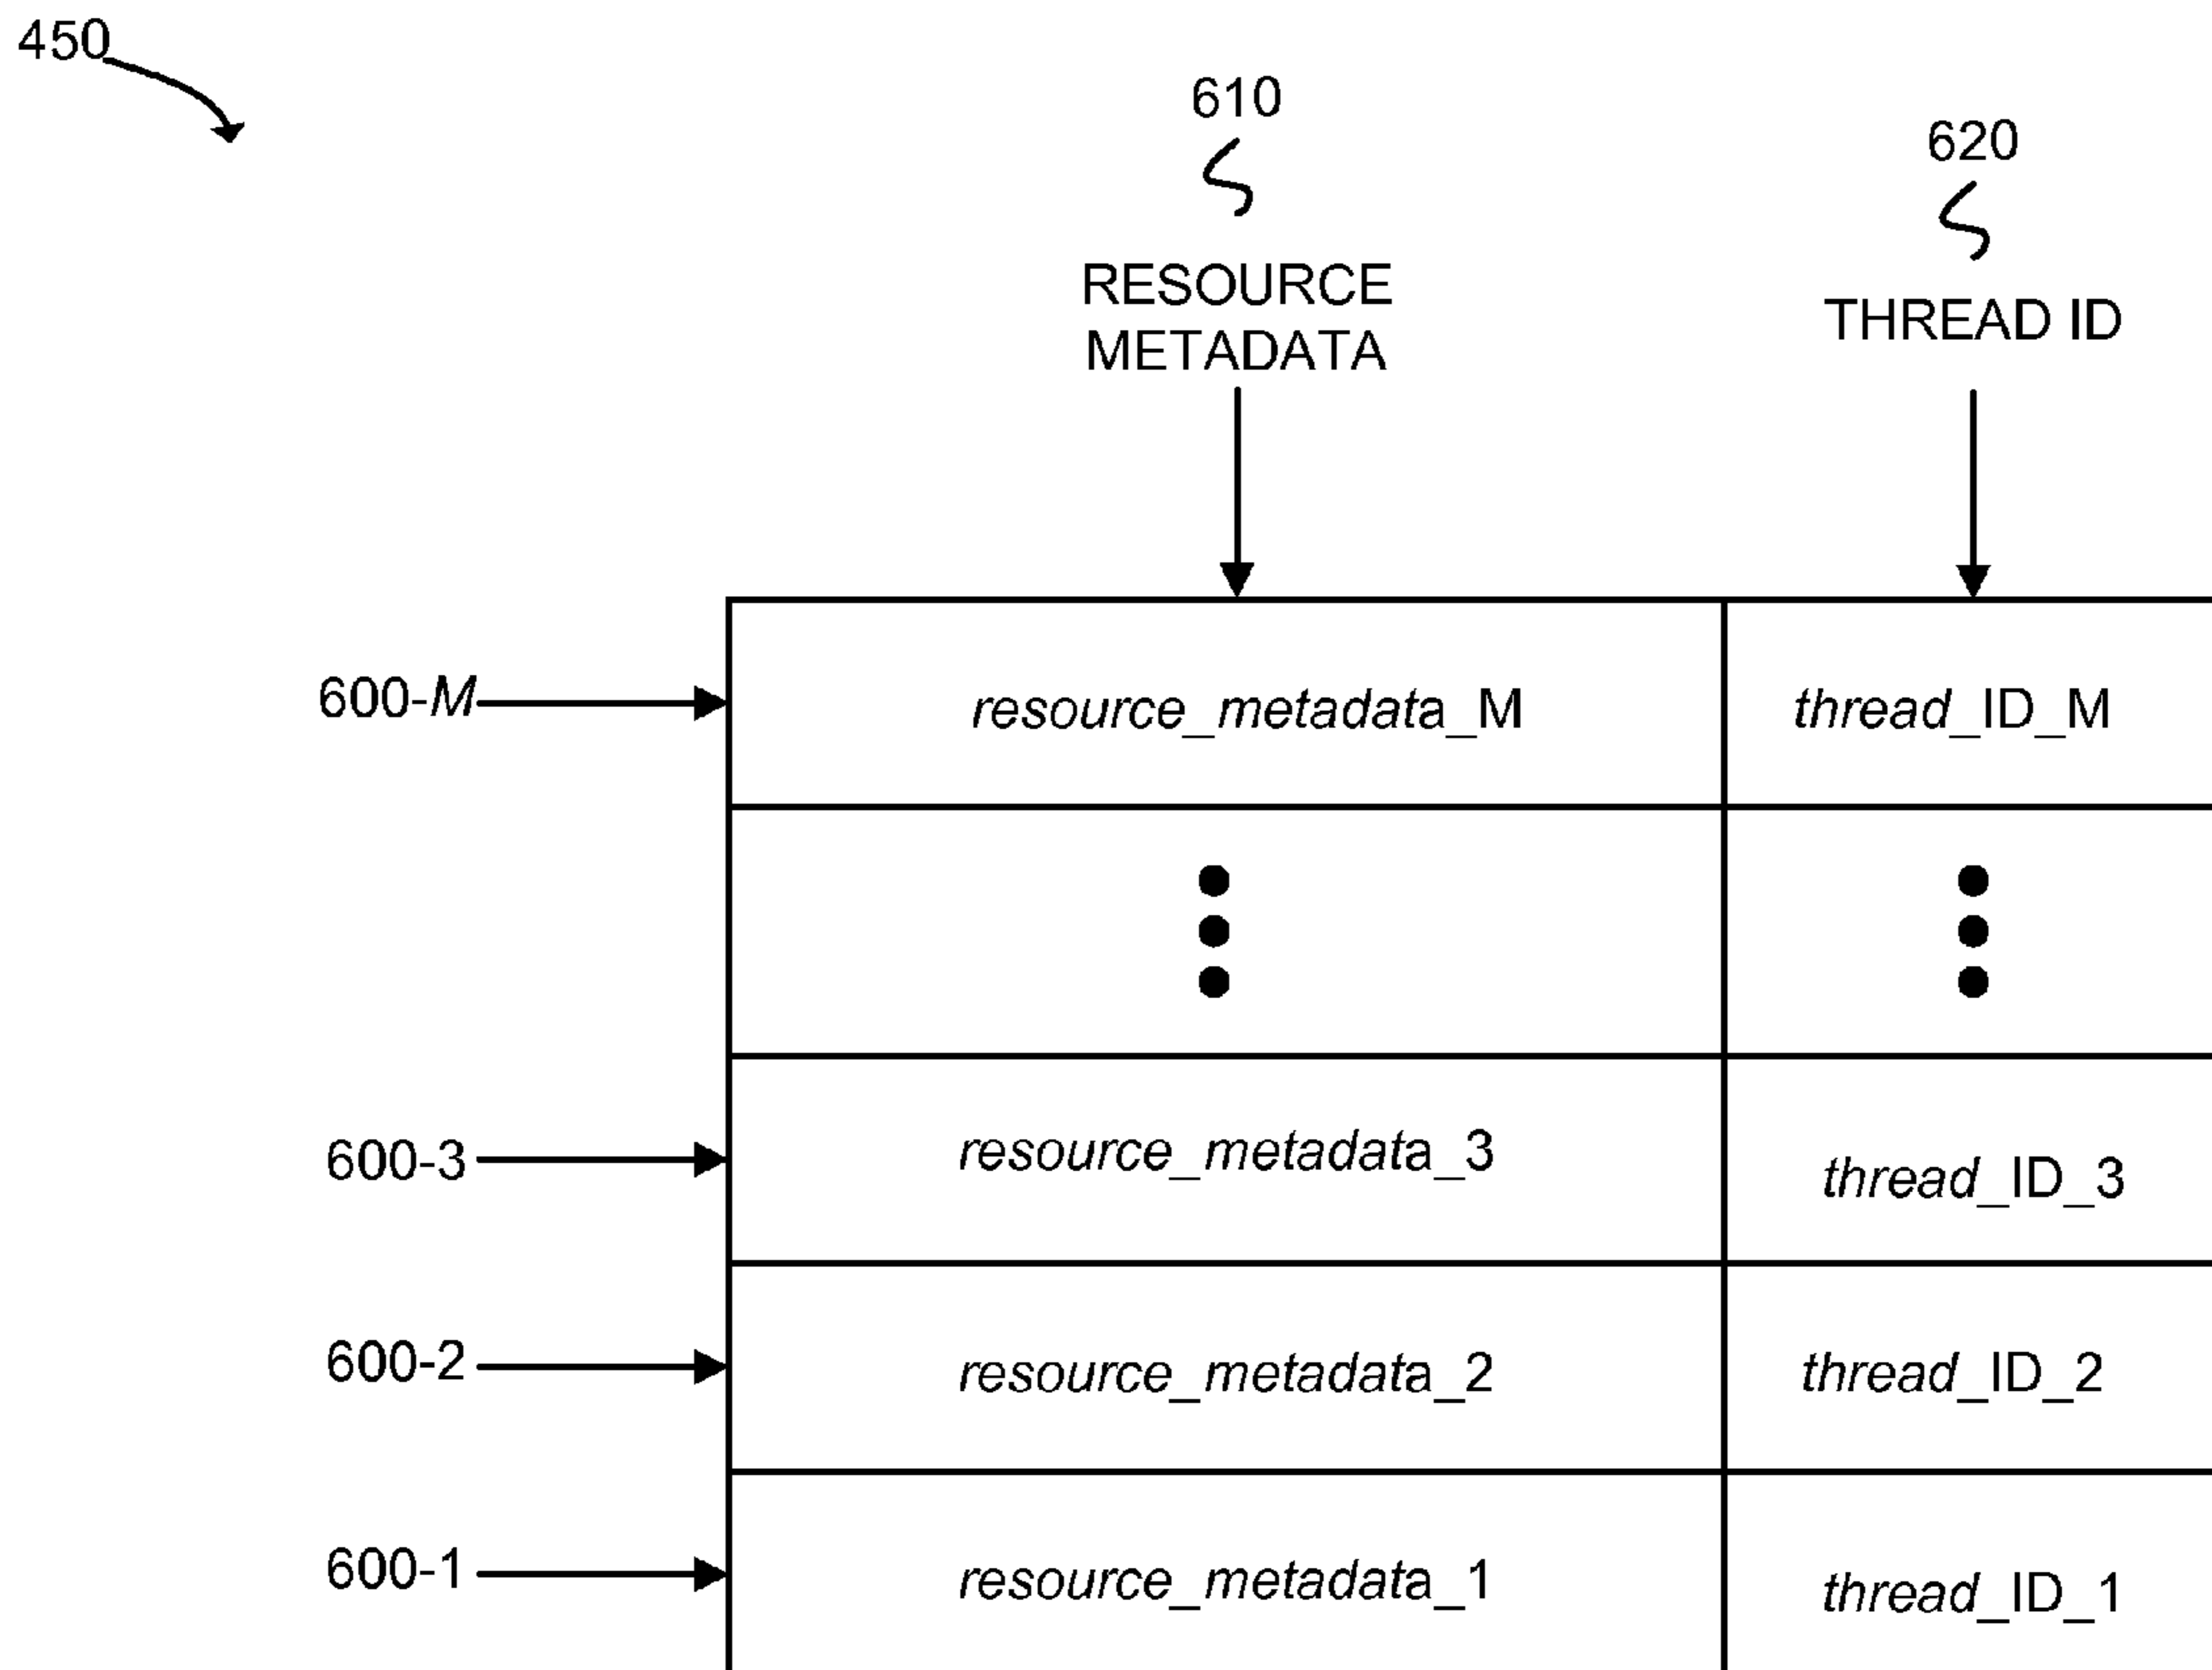 450
610
620
RESOURCE
METADATA
THREAD ID
600-M
resource_metadata_M
thread_ID_M
600-3
resource_metadata_3
thread_ID_3
600-2
resource_metadata_2
thread_ID_2
600-1
resource_metadata_1
thread_ID_1